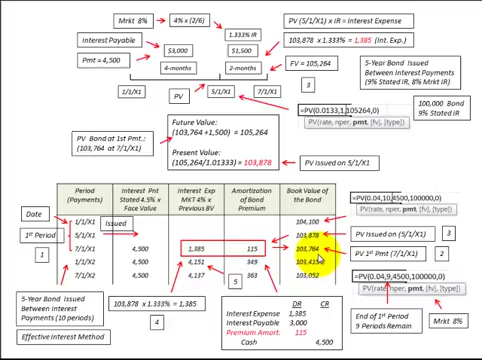 Mrkt 8%
4% x (2/6)
PV (5/1/X1) x IR = Interest Expense
1.333% IR
103,878 x 1.333% = 1,385 (Int. Exp.)
Interest Payable
$3,000
$1,500
Pmt = 4,500
4-months
2-months
FV = 105,264
5-Year Bond Issued
Between Interest Payments
(9% Stated IR, 8% Mrkt IR)
3
1/1/X1
PV
5/1/X1
7/1/X1
=PV(0.0133,1,105264,0)
PV(rate, nper, pmt, [fv], [type])
100,000 Bond
9% Stated IR
Future Value:
(103,764 +1,500) = 105,264
PV Bond at 1st Pmt.:
(103,764 at 7/1/X1)
Present Value:
(105,264/1.01333) = 103,878
PV Issued on 5/1/X1
Period
(Payments)
Interest Pmt
Stated 4.5% x
Face Value
Interest Exp
MKT 4% x
Previous BV
Amortization
of Bond
Premium
Book Value of
the Bond
=PV(0.04,10,4500,100000,0)
PV(rate, nper, pmt, [fv], [type])
Date
1/1/X1
Issued
104,100
5/1/X1
103,878
PV Issued on (5/1/X1)
3
1st Period
7/1/X1
4,500
1,385
115
103,764
PV 1st Pmt (7/1/X1)
2
1
1/1/X2
4,500
4,151
349
103,415
7/1/X2
4,500
4,137
363
103,052
=PV(0.04,9,4500,100000,0)
PV(rate, nper, pmt, [fv], [type])
5
5-Year Bond Issued
Between Interest
Payments (10 periods)
103,878 x 1.333% = 1,385
4
DR
CR
Interest Expense
1,385
Interest Payable
3,000
Premium Amort.
115
Cash
4,500
End of 1st Period
9 Periods Remain
Mrkt 8%
Effective Interest Method